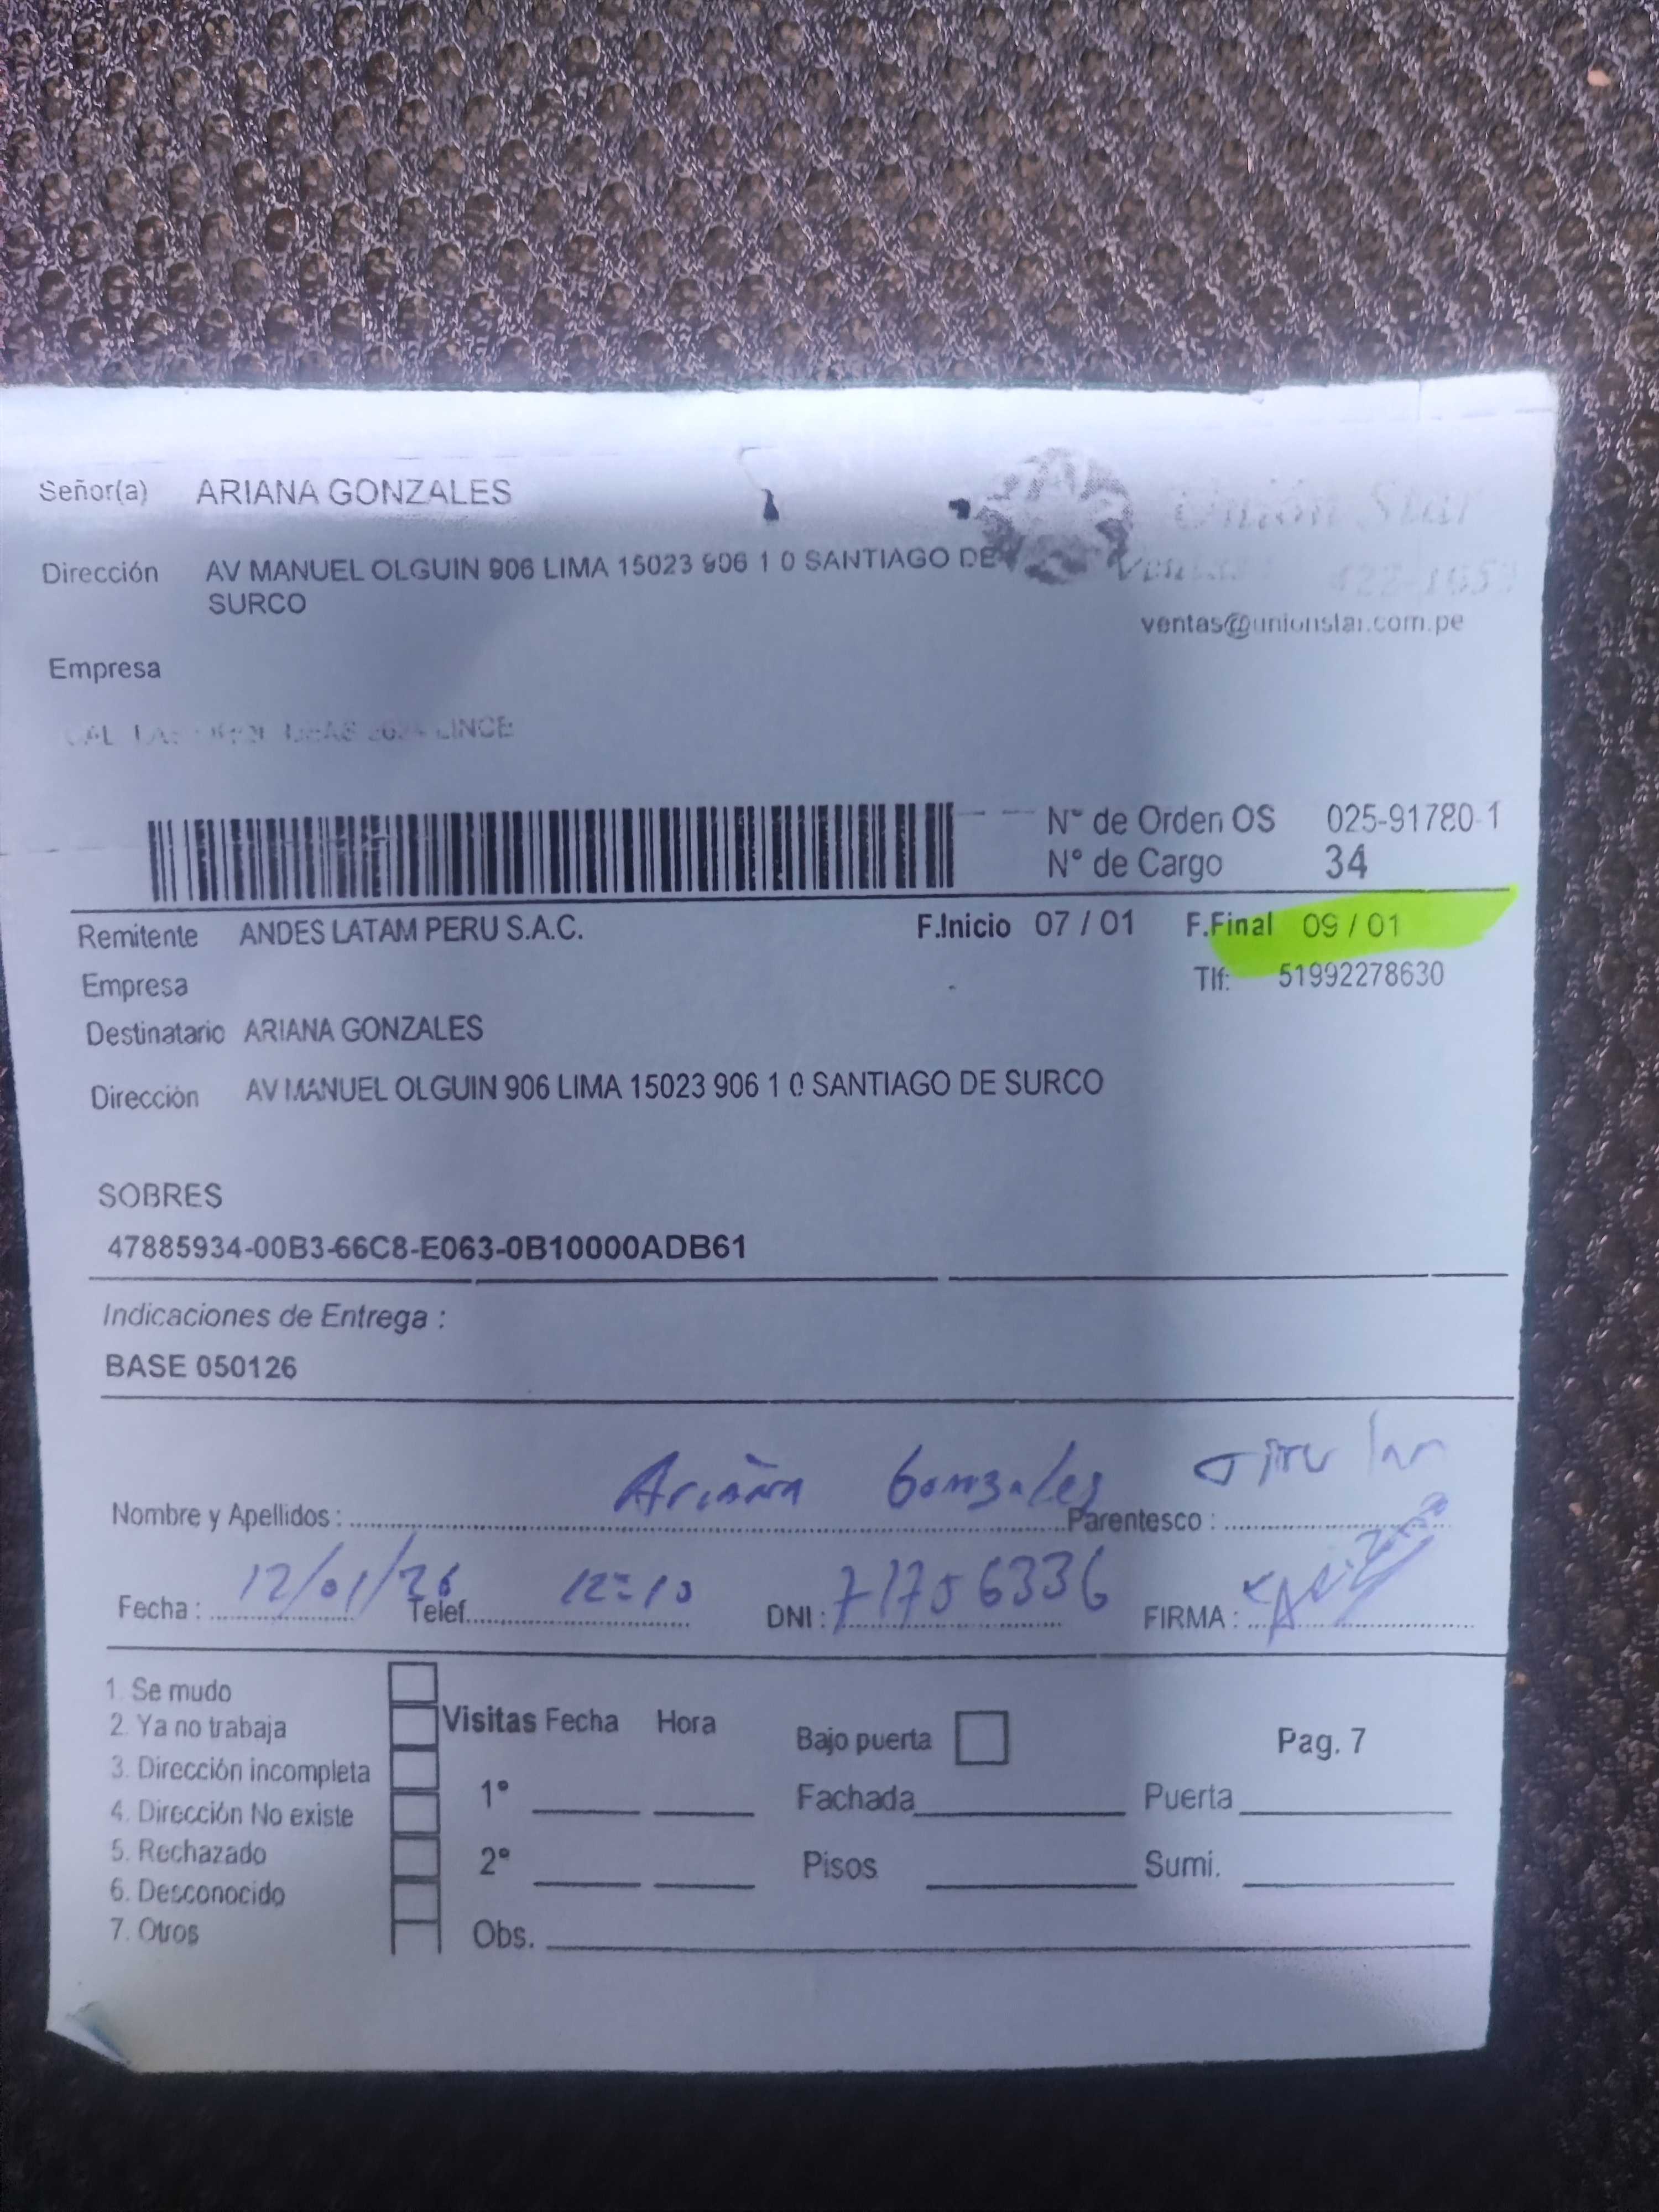 Señor(a) ARIANA GONZALES
Unión Star
Dirección AV MANUEL OLGUIN 906 LIMA 15023 906 1 0 SANTIAGO DE
SURCO
Ventas
ventas@unionstar.com.pe
Empresa
LINCE
N° de Orden OS 025-91780-1
N° de Cargo 34
Remitente ANDES LATAM PERU S.A.C. F.Inicio 07 / 01 F.Final 09 / 01
Empresa Tlf: 51992278630
Destinatario ARIANA GONZALES
Dirección AV MANUEL OLGUIN 906 LIMA 15023 906 1 0 SANTIAGO DE SURCO
SOBRES
47885934-00B3-66C8-E063-0B10000ADB61
Indicaciones de Entrega :
BASE 050126
Nombre y Apellidos : Ariana Gonzales Parentesco : Titular
Fecha : 12/01/26 Telef. 12=10 DNI : 71756336 FIRMA :
1. Se mudo
2. Ya no trabaja Visitas Fecha Hora Bajo puerta Pag. 7
3. Dirección incompleta
4. Dirección No existe 1° Fachada Puerta
5. Rechazado 2° Pisos Sumi.
6. Desconocido
7. Otros Obs.